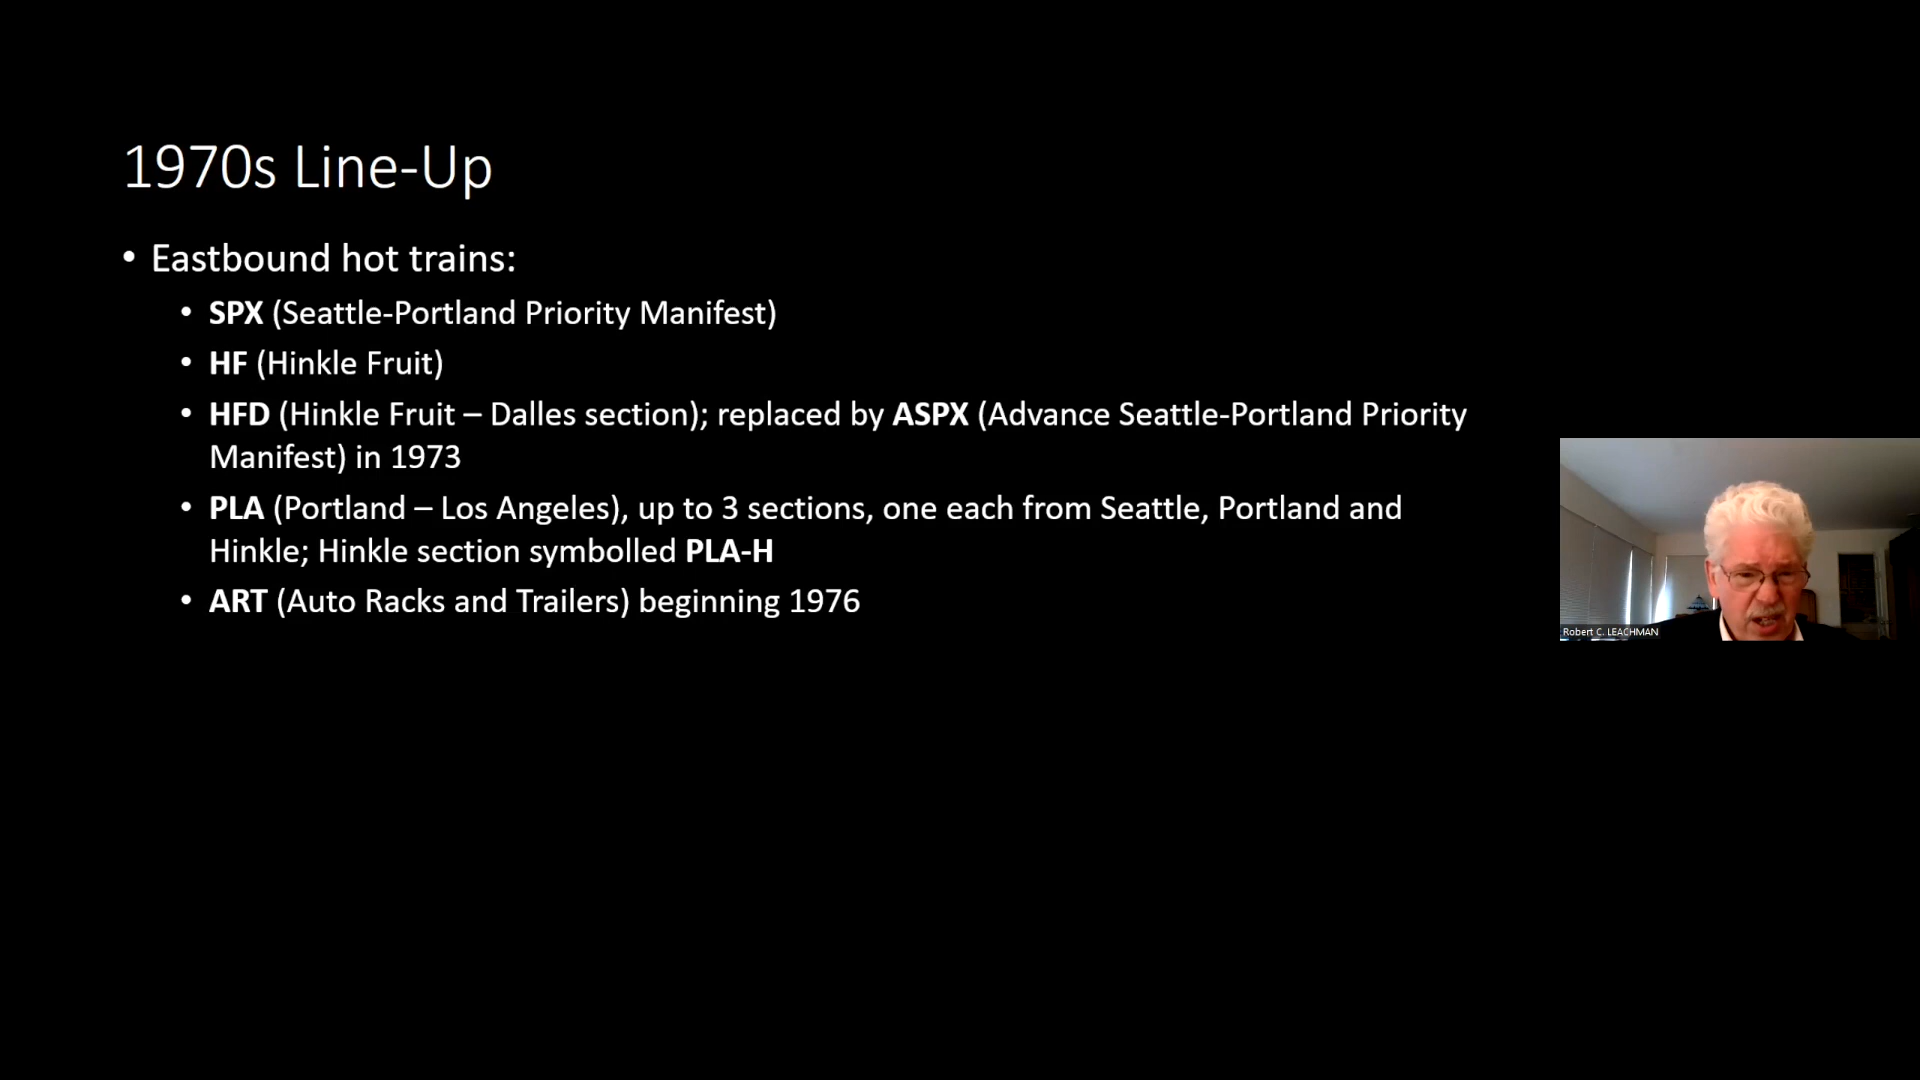 1970s Line-Up
• Eastbound hot trains:
• SPX (Seattle-Portland Priority Manifest)
• HF (Hinkle Fruit)
• HFD (Hinkle Fruit – Dalles section); replaced by ASPX (Advance Seattle-Portland Priority
Manifest) in 1973
• PLA (Portland – Los Angeles), up to 3 sections, one each from Seattle, Portland and
Hinkle; Hinkle section symbolled PLA-H
• ART (Auto Racks and Trailers) beginning 1976
Robert C. LEACHMAN